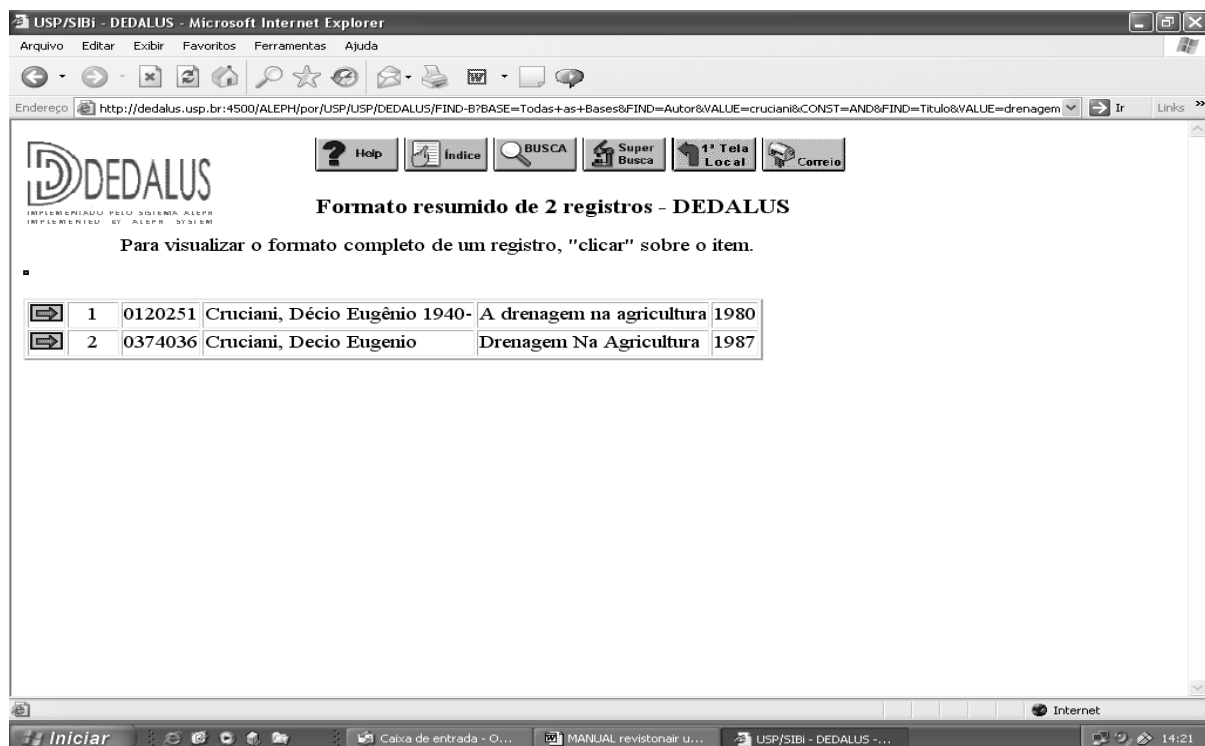 USP/SIBi - DEDALUS - Microsoft Internet Explorer
Arquivo Editar Exibir Favoritos Ferramentas Ajuda
Endereço http://dedalus.usp.br:4500/ALEPH/por/USP/USP/DEDALUS/FIND-B?BASE=Todas+as+Bases&FIND=Autor&VALUE=cruciani&CONST=AND&FIND=Titulo&VALUE=drenagem Ir Links »
DEDALUS
IMPLEMENTADO PELO SISTEMA ALEPH
IMPLEMENTED BY ALEPH SYSTEM
? Help Índice BUSCA Super Busca 1ª Tela Local Correio
Formato resumido de 2 registros - DEDALUS
Para visualizar o formato completo de um registro, "clicar" sobre o item.
1 0120251 Cruciani, Décio Eugênio 1940- A drenagem na agricultura 1980
2 0374036 Cruciani, Decio Eugenio Drenagem Na Agricultura 1987
Internet
Iniciar Caixa de entrada - O... MANUAL revistonair u... USP/SIBi - DEDALUS -... 14:21